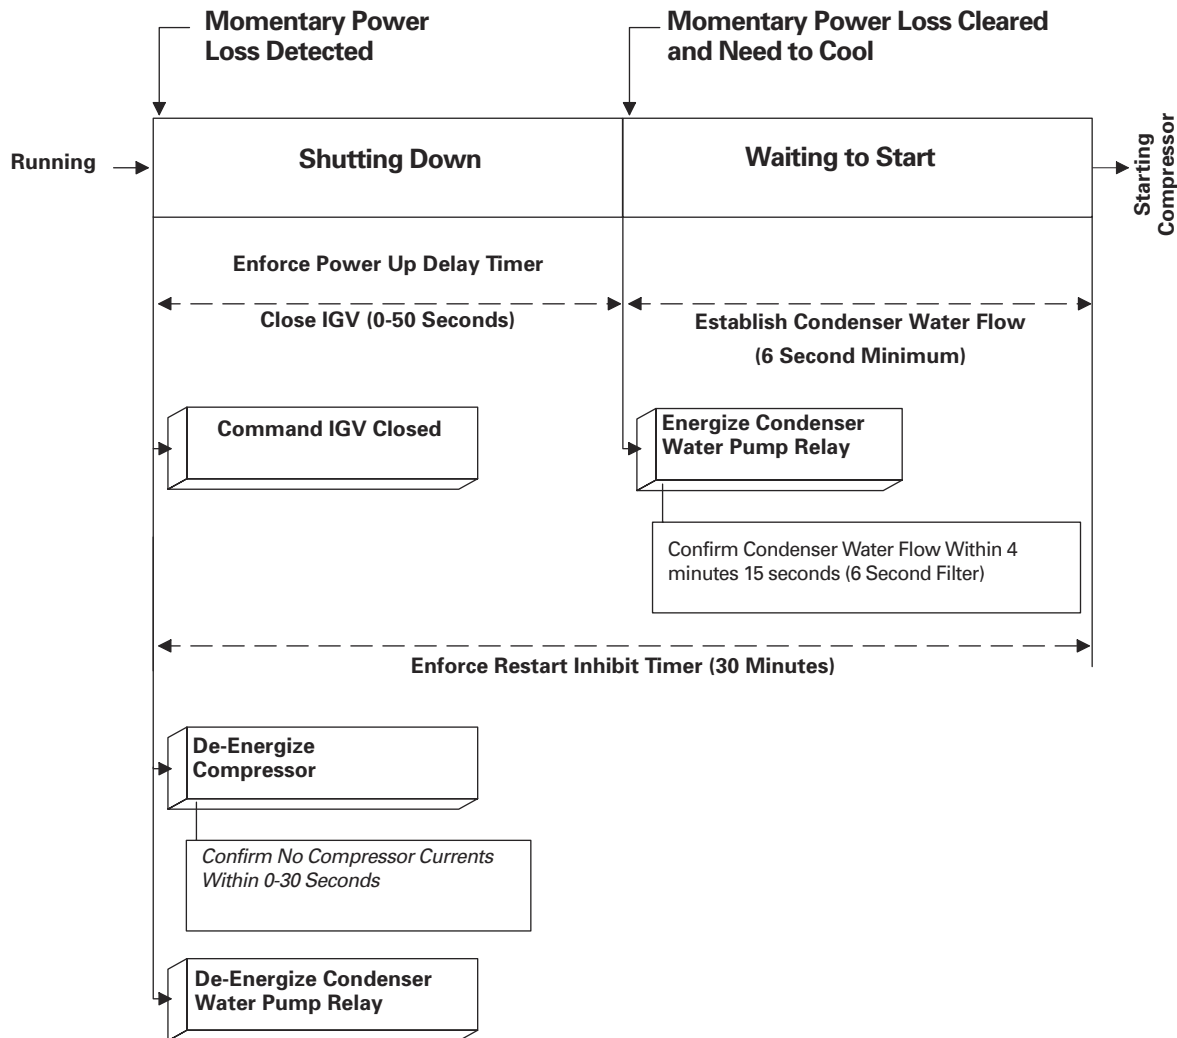 Momentary Power
Loss Detected
Momentary Power Loss Cleared
and Need to Cool
Running
Shutting Down
Waiting to Start
Starting
Compressor
Enforce Power Up Delay Timer
Close IGV (0-50 Seconds)
Establish Condenser Water Flow
(6 Second Minimum)
Command IGV Closed
Energize Condenser
Water Pump Relay
Confirm Condenser Water Flow Within 4
minutes 15 seconds (6 Second Filter)
Enforce Restart Inhibit Timer (30 Minutes)
De-Energize
Compressor
Confirm No Compressor Currents
Within 0-30 Seconds
De-Energize Condenser
Water Pump Relay